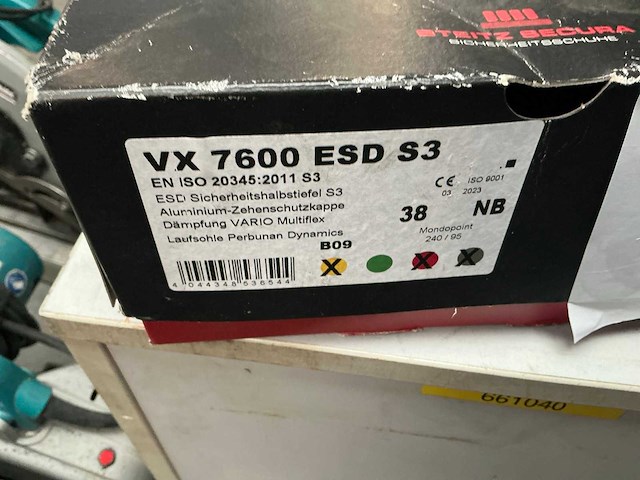 STEITZ SECURA
SICHERHEITSSCHUHE
VX 7600 ESD S3
EN ISO 20345:2011 S3
ESD Sicherheitshalbstiefel S3
Aluminium-Zehenschutzkappe
Dämpfung VARIO Multiflex
Laufsohle Perbunan Dynamics
B09
CE ISO 9001
03 2023
38 NB
Mondopoint
240 / 95
X X X
4 044348 536544
661040